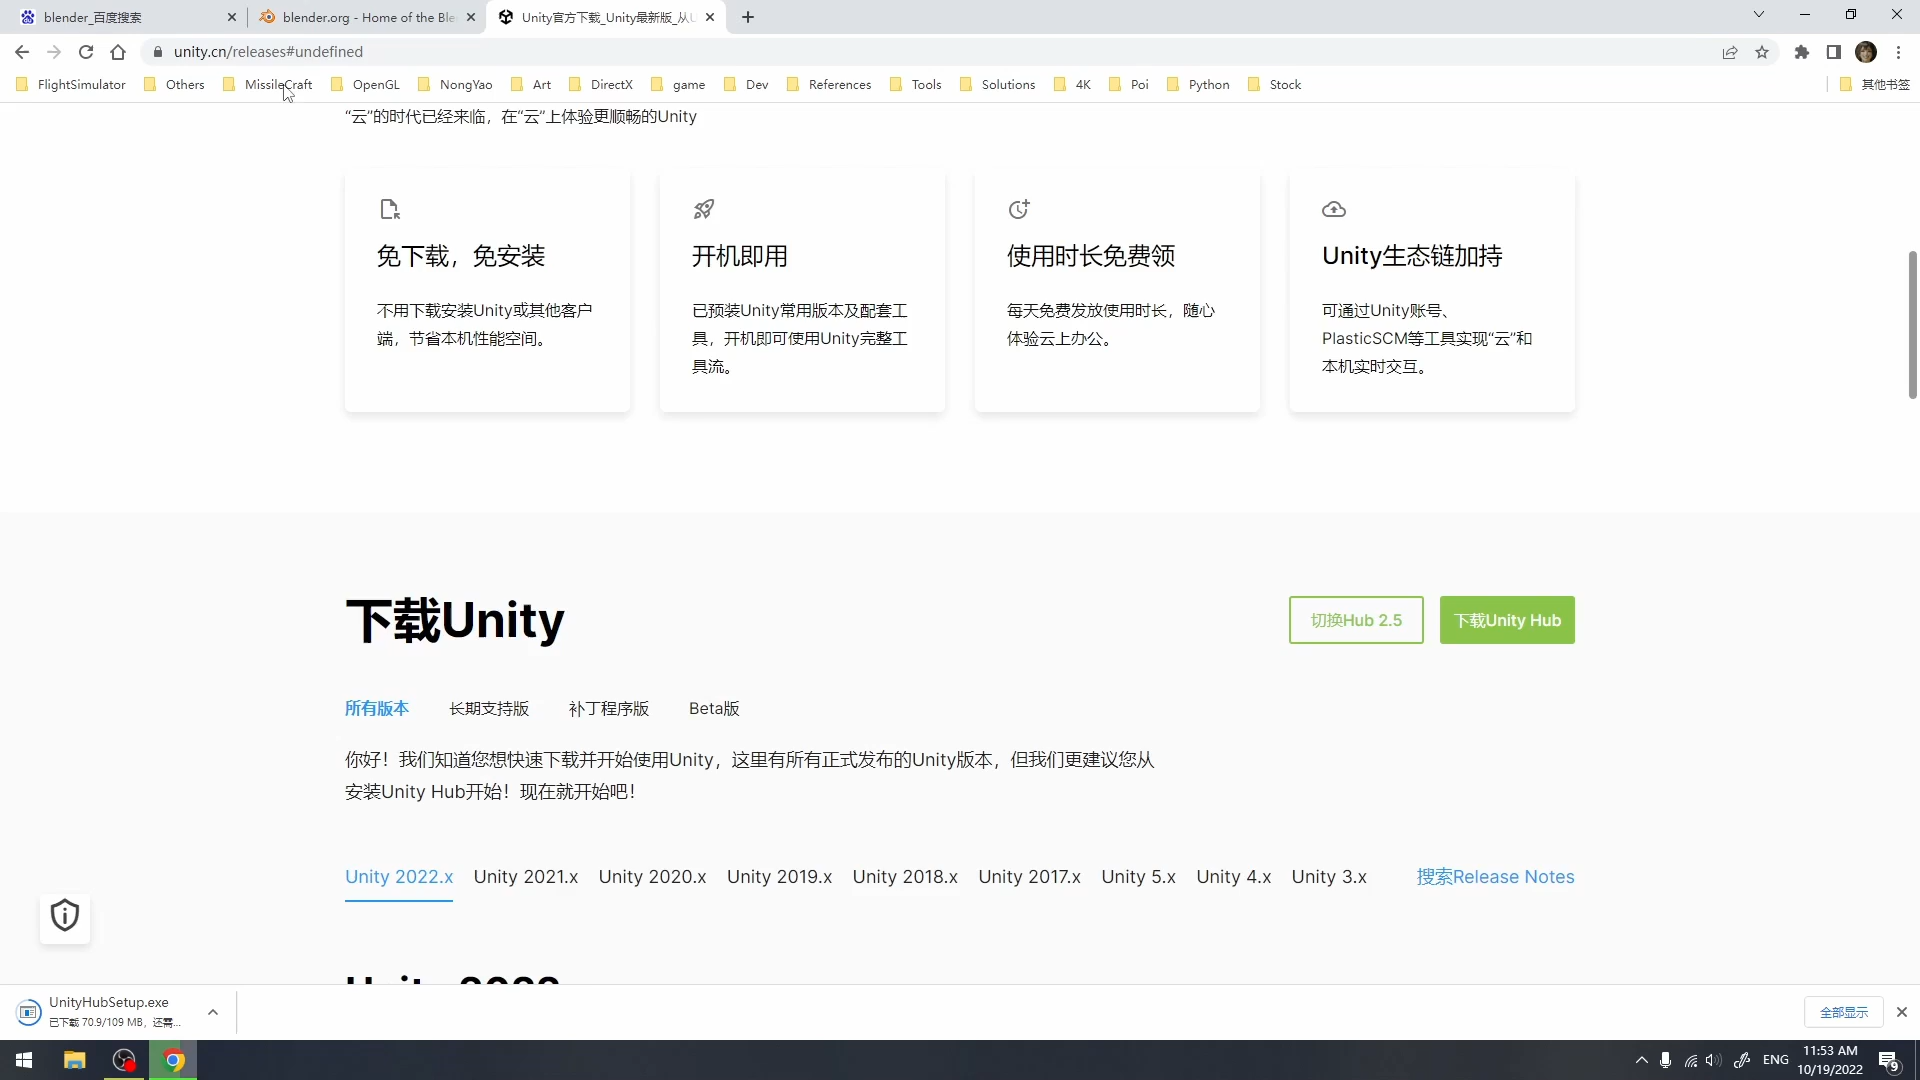 blender_百度搜索
blender.org - Home of the Ble
Unity官方下载_Unity最新版_从U
unity.cn/releases#undefined
FlightSimulator
Others
MissileCraft
OpenGL
NongYao
Art
DirectX
game
Dev
References
Tools
Solutions
4K
Poi
Python
Stock
其他书签
“云”的时代已经来临，在“云”上体验更顺畅的Unity
免下载，免安装
不用下载安装Unity或其他客户
端，节省本机性能空间。
开机即用
已预装Unity常用版本及配套工
具，开机即可使用Unity完整工
具流。
使用时长免费领
每天免费发放使用时长，随心
体验云上办公。
Unity生态链加持
可通过Unity账号、
PlasticSCM等工具实现“云”和
本机实时交互。
下载Unity
切换Hub 2.5
下载Unity Hub
所有版本
长期支持版
补丁程序版
Beta版
你好！我们知道您想快速下载并开始使用Unity，这里有所有正式发布的Unity版本，但我们更建议您从
安装Unity Hub开始！现在就开始吧！
Unity 2022.x
Unity 2021.x
Unity 2020.x
Unity 2019.x
Unity 2018.x
Unity 2017.x
Unity 5.x
Unity 4.x
Unity 3.x
搜索Release Notes
UnityHubSetup.exe
已下载 70.9/109 MB，还需...
全部显示
ENG
11:53 AM
10/19/2022
9